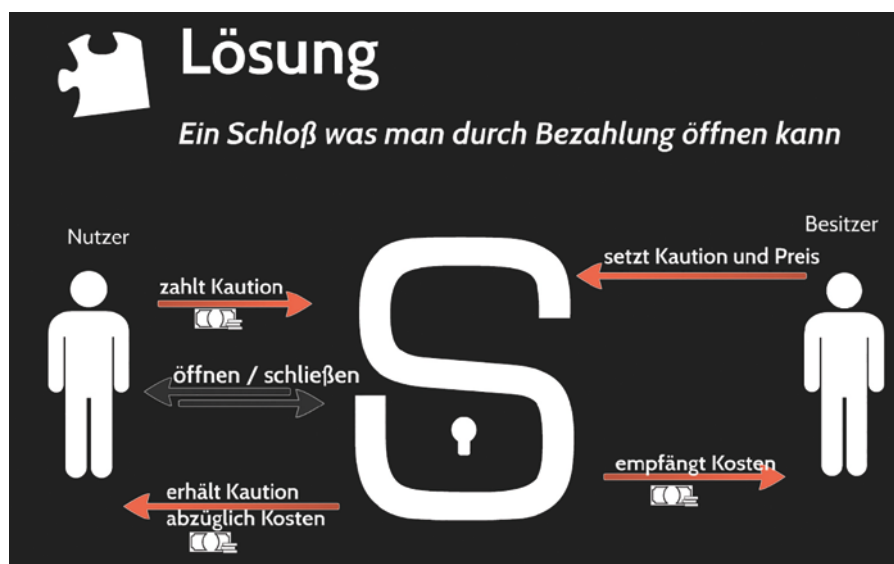 Lösung
Ein Schloß was man durch Bezahlung öffnen kann
Nutzer
Besitzer
setzt Kaution und Preis
zahlt Kaution
öffnen / schließen
empfängt Kosten
erhält Kaution
abzüglich Kosten